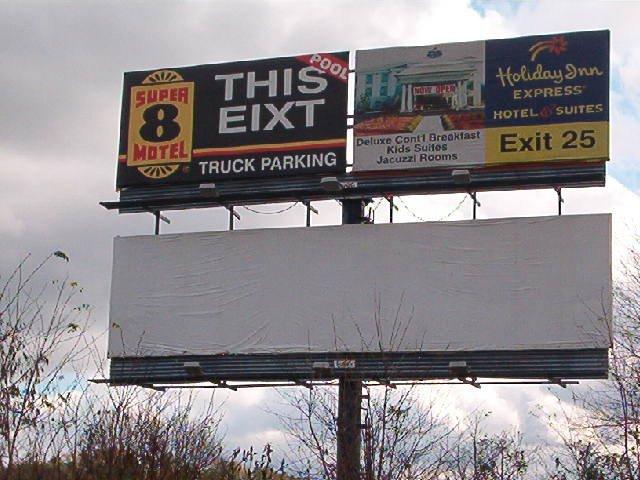 SUPER
8
MOTEL
THIS
EIXT
POOL
TRUCK PARKING
NOW OPEN
Deluxe Cont'l Breakfast
Kids Suites
Jacuzzi Rooms
Holiday Inn
EXPRESS
HOTEL & SUITES
Exit 25